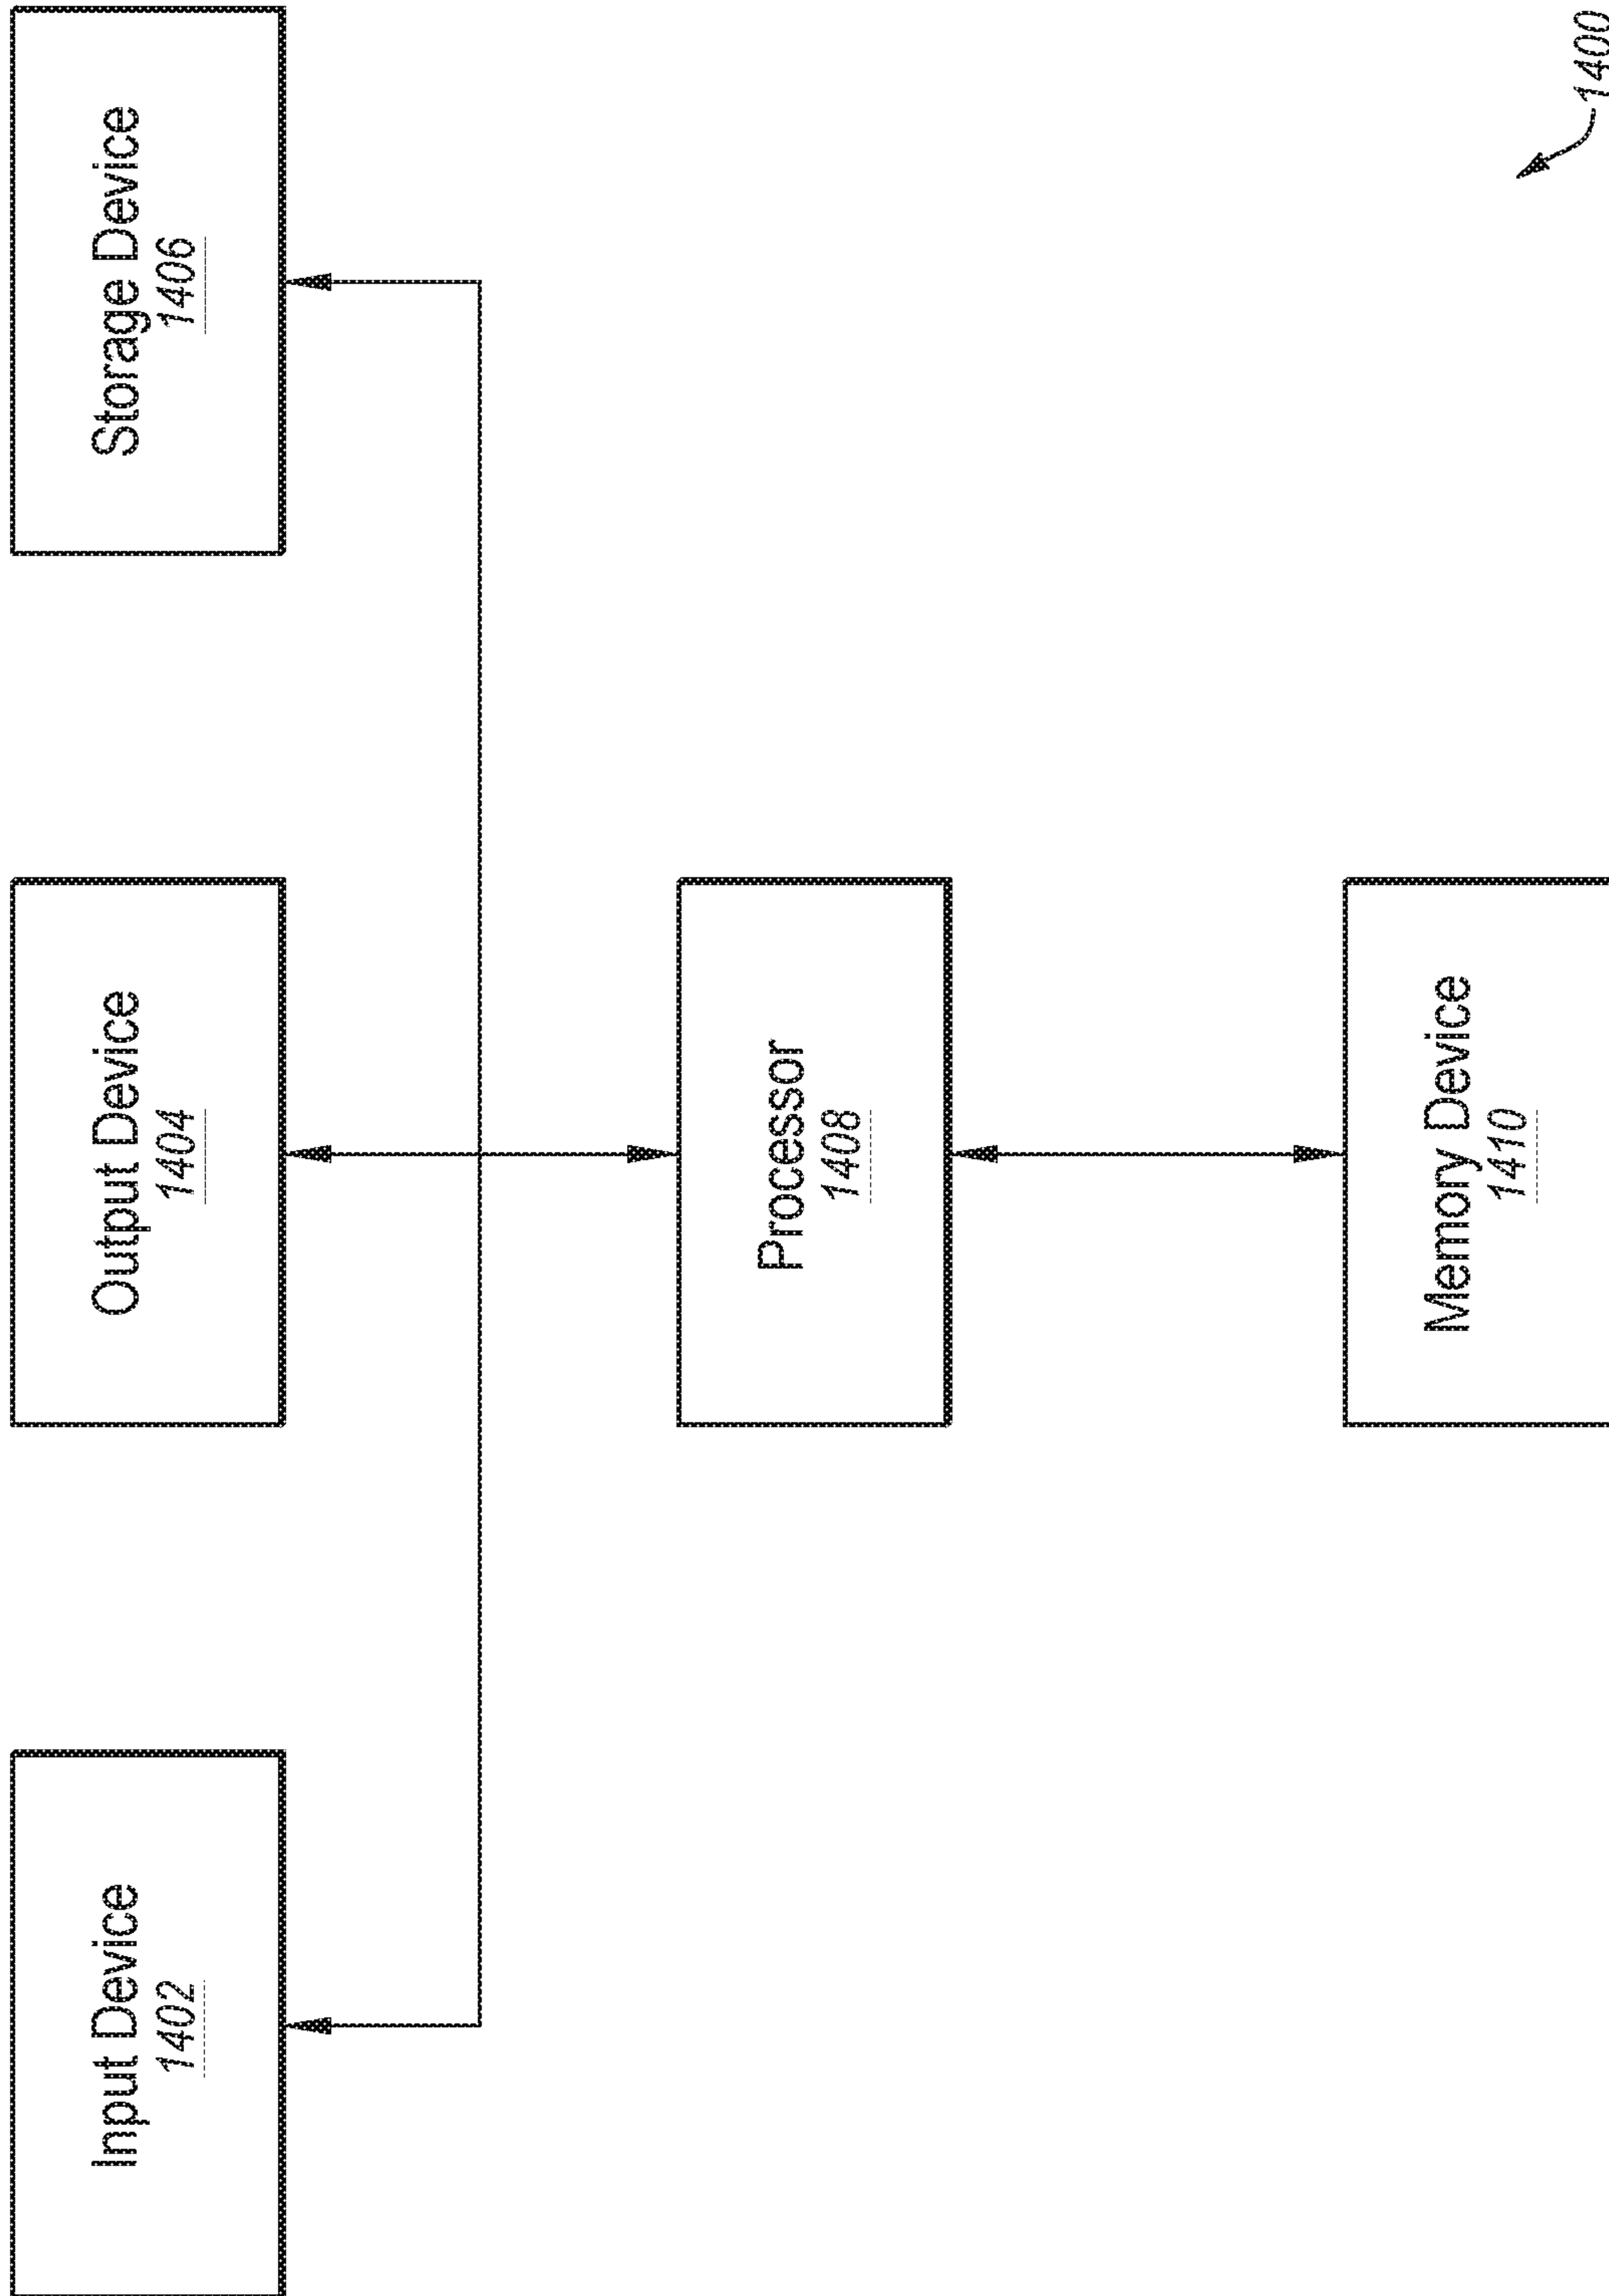 Input Device
1402
Output Device
1404
Storage Device
1406
Processor
1408
Memory Device
1410
1400